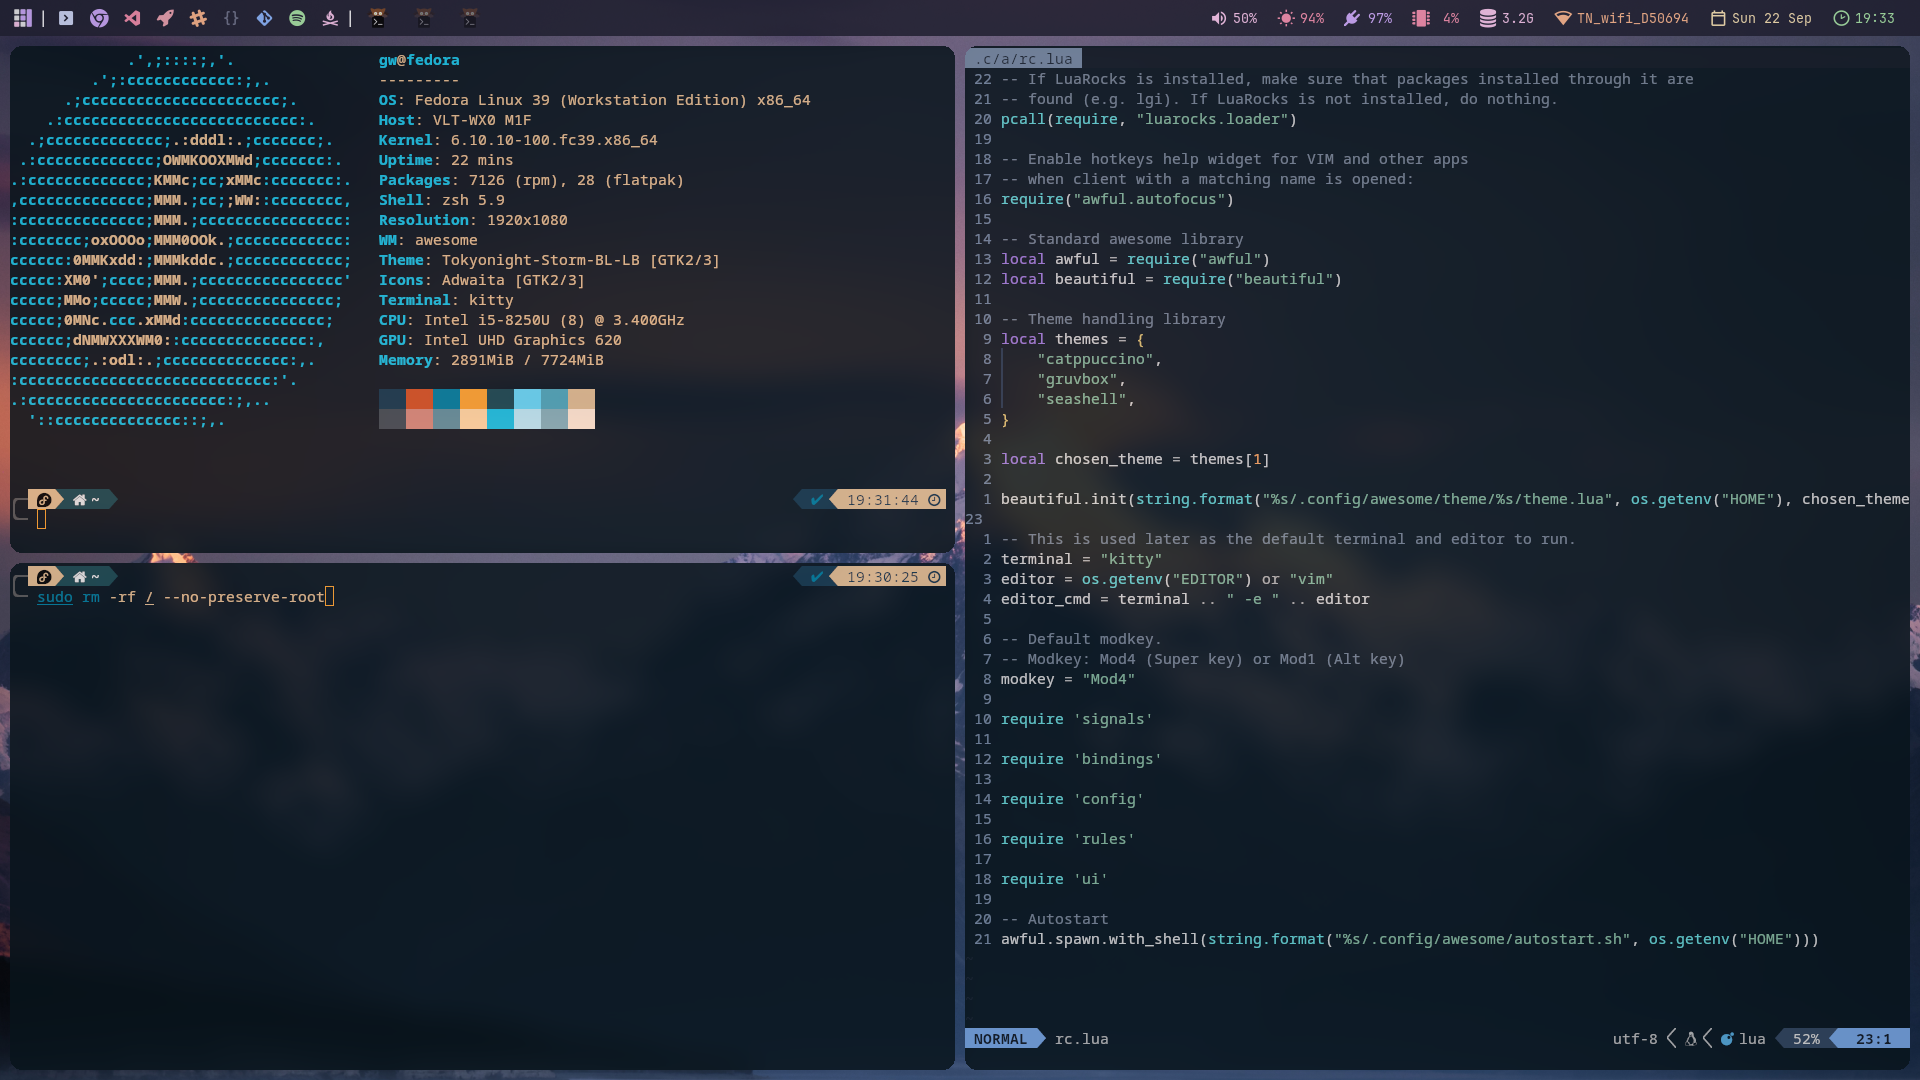 50% 94% 97% 4% 3.2G TN_wifi_D50694 Sun 22 Sep 19:33
.',;::::;,'.
.';:cccccccccccc:;,.
.;cccccccccccccccccccccc;.
.:cccccccccccccccccccccccccc:.
.;ccccccccccccc;.:dddl:.;ccccccc;.
.:ccccccccccccc;OWMKOOXMWd;ccccccc:.
.:ccccccccccccc;KMMc;cc;xMMc:ccccccc:.
,cccccccccccccc;MMM.;cc;;WW::cccccccc,
:cccccccccccccc;MMM.;cccccccccccccccc:
:ccccccc;oxOOOo;MMM0OOk.;cccccccccccc:
cccccc:0MMKxdd:;MMMkddc.;cccccccccccc;
ccccc:XM0';cccc;MMM.;cccccccccccccccc'
ccccc;MMo;ccccc;MMW.;ccccccccccccccc;
ccccc;0MNc.ccc.xMMd:ccccccccccccccc;
cccccc;dNMWXXXWM0::cccccccccccccc:,
cccccccc;.:odl:.;cccccccccccccc:,.
:cccccccccccccccccccccccccccc:'.
.:cccccccccccccccccccccc:;,..
'::cccccccccccccc::;,.
gw@fedora
---------
OS: Fedora Linux 39 (Workstation Edition) x86_64
Host: VLT-WX0 M1F
Kernel: 6.10.10-100.fc39.x86_64
Uptime: 22 mins
Packages: 7126 (rpm), 28 (flatpak)
Shell: zsh 5.9
Resolution: 1920x1080
WM: awesome
Theme: Tokyonight-Storm-BL-LB [GTK2/3]
Icons: Adwaita [GTK2/3]
Terminal: kitty
CPU: Intel i5-8250U (8) @ 3.400GHz
GPU: Intel UHD Graphics 620
Memory: 2891MiB / 7724MiB
~ ✔ 19:31:44
~ ✔ 19:30:25
sudo rm -rf / --no-preserve-root
.c/a/rc.lua
22 -- If LuaRocks is installed, make sure that packages installed through it are
21 -- found (e.g. lgi). If LuaRocks is not installed, do nothing.
20 pcall(require, "luarocks.loader")
19
18 -- Enable hotkeys help widget for VIM and other apps
17 -- when client with a matching name is opened:
16 require("awful.autofocus")
15
14 -- Standard awesome library
13 local awful = require("awful")
12 local beautiful = require("beautiful")
11
10 -- Theme handling library
9 local themes = {
8 "catppuccino",
7 "gruvbox",
6 "seashell",
5 }
4
3 local chosen_theme = themes[1]
2
1 beautiful.init(string.format("%s/.config/awesome/theme/%s/theme.lua", os.getenv("HOME"), chosen_theme
23
1 -- This is used later as the default terminal and editor to run.
2 terminal = "kitty"
3 editor = os.getenv("EDITOR") or "vim"
4 editor_cmd = terminal .. " -e " .. editor
5
6 -- Default modkey.
7 -- Modkey: Mod4 (Super key) or Mod1 (Alt key)
8 modkey = "Mod4"
9
10 require 'signals'
11
12 require 'bindings'
13
14 require 'config'
15
16 require 'rules'
17
18 require 'ui'
19
20 -- Autostart
21 awful.spawn.with_shell(string.format("%s/.config/awesome/autostart.sh", os.getenv("HOME")))
NORMAL rc.lua utf-8 lua 52% 23:1